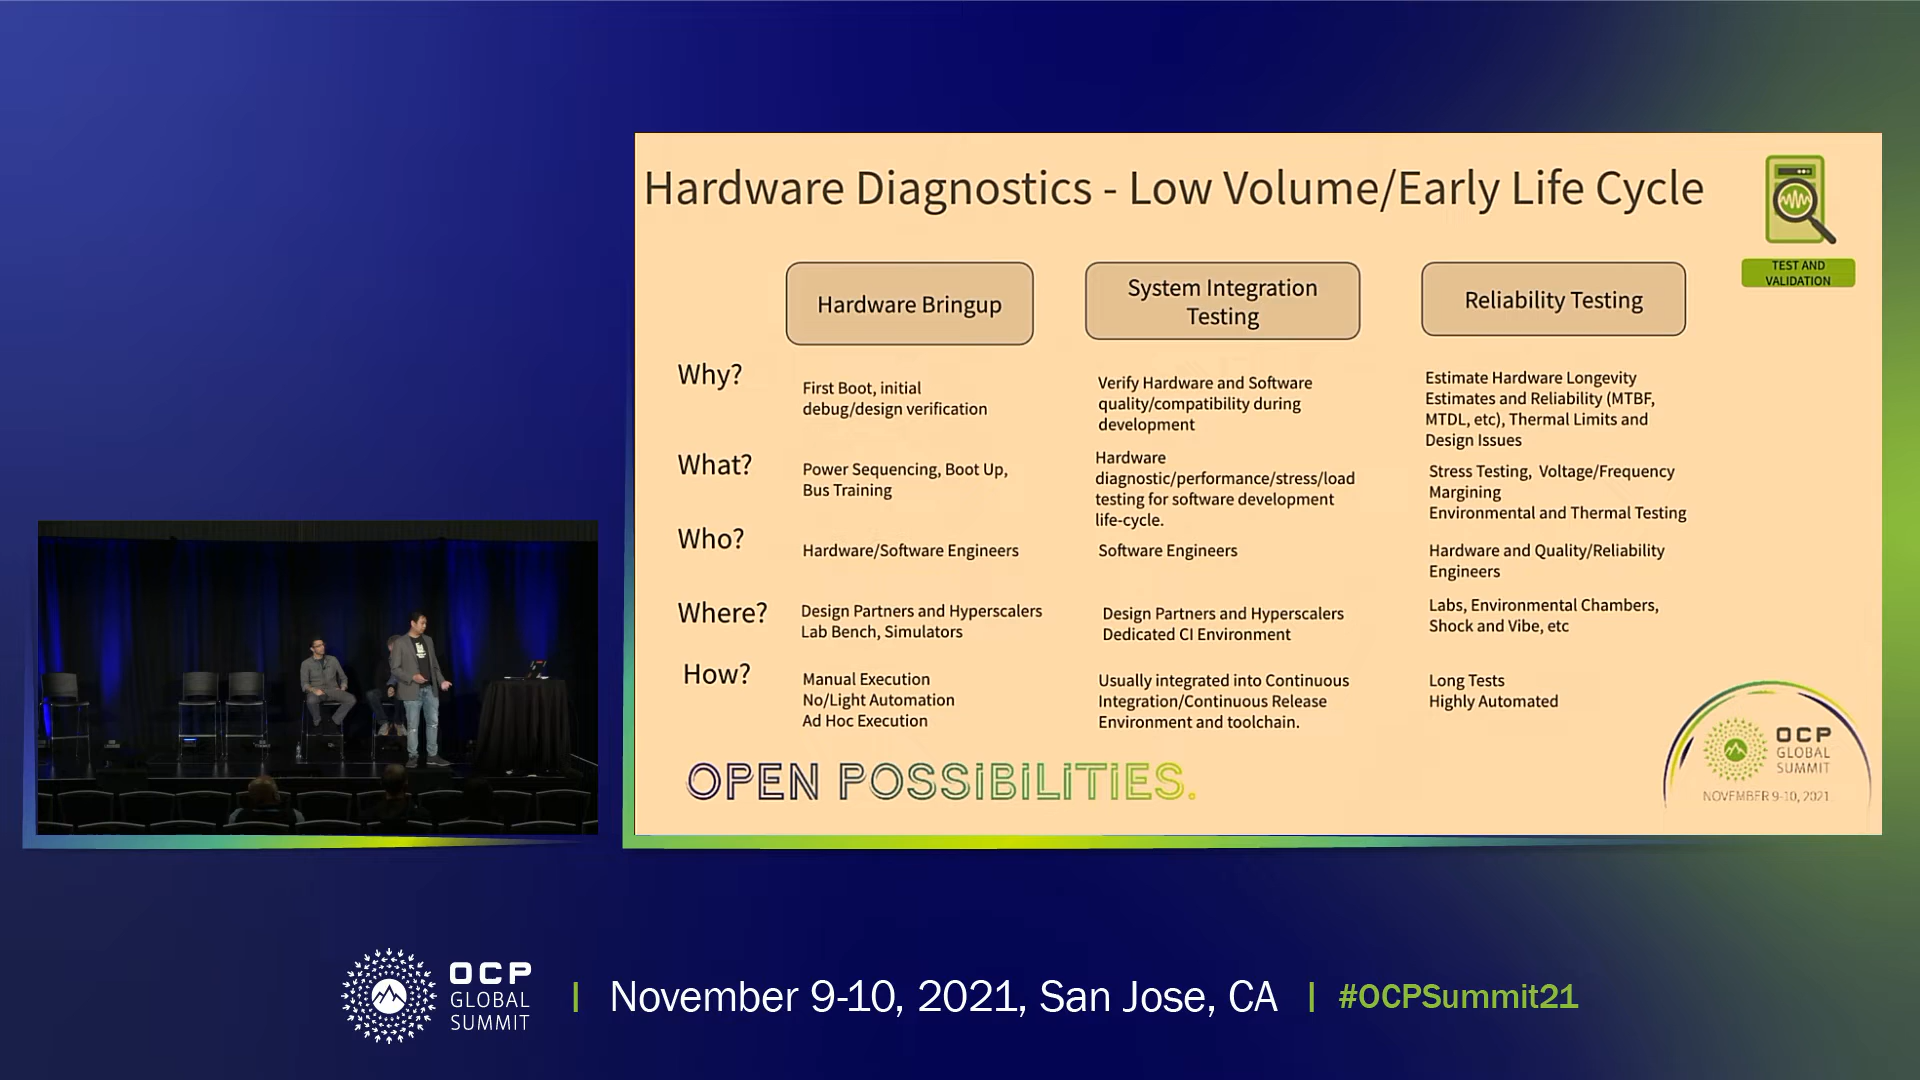 Hardware Diagnostics - Low Volume/Early Life Cycle
TEST AND
VALIDATION
Hardware Bringup
System Integration
Testing
Reliability Testing
Why?
First Boot, initial
debug/design verification
Verify Hardware and Software
quality/compatibility during
development
Estimate Hardware Longevity
Estimates and Reliability (MTBF,
MTDL, etc), Thermal Limits and
Design Issues
What?
Power Sequencing, Boot Up,
Bus Training
Hardware
diagnostic/performance/stress/load
testing for software development
life-cycle.
Stress Testing, Voltage/Frequency
Margining
Environmental and Thermal Testing
Who?
Hardware/Software Engineers
Software Engineers
Hardware and Quality/Reliability
Engineers
Where?
Design Partners and Hyperscalers
Lab Bench, Simulators
Design Partners and Hyperscalers
Dedicated CI Environment
Labs, Environmental Chambers,
Shock and Vibe, etc
How?
Manual Execution
No/Light Automation
Ad Hoc Execution
Usually integrated into Continuous
Integration/Continuous Release
Environment and toolchain.
Long Tests
Highly Automated
OPEN POSSIBILITIES.
OCP
GLOBAL
SUMMIT
NOVEMBER 9-10, 2021
OCP
GLOBAL
SUMMIT
November 9-10, 2021, San Jose, CA
#OCPSummit21